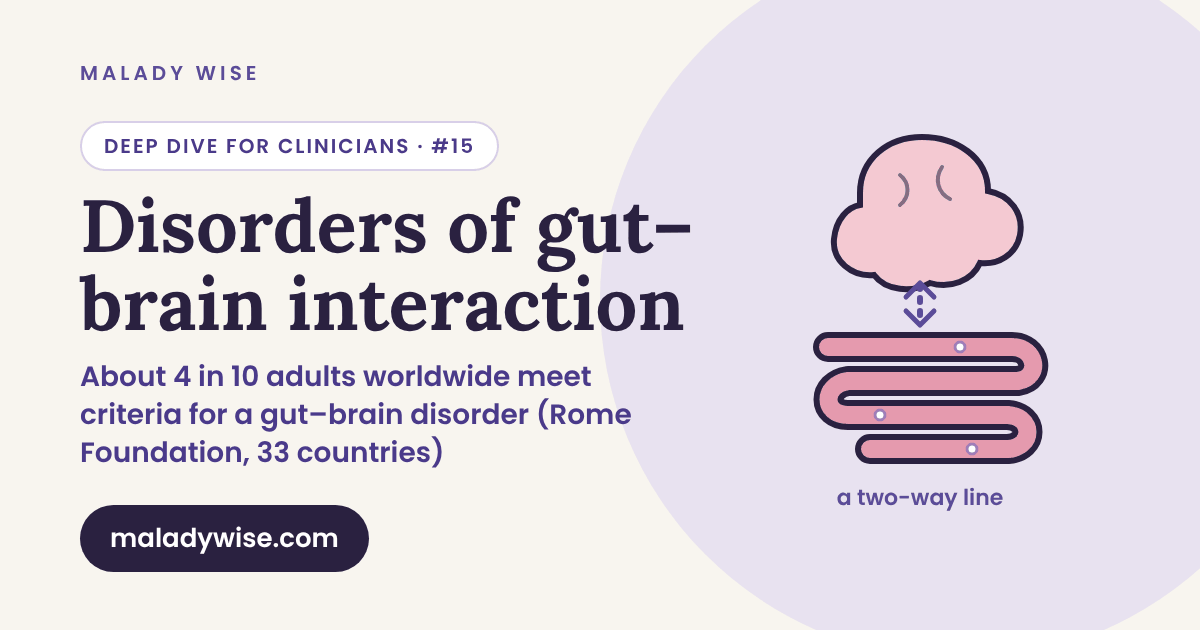 MALADY WISE
DEEP DIVE FOR CLINICIANS · #15
Disorders of gut–
brain interaction
About 4 in 10 adults worldwide meet
criteria for a gut–brain disorder (Rome
Foundation, 33 countries)
maladywise.com
a two-way line